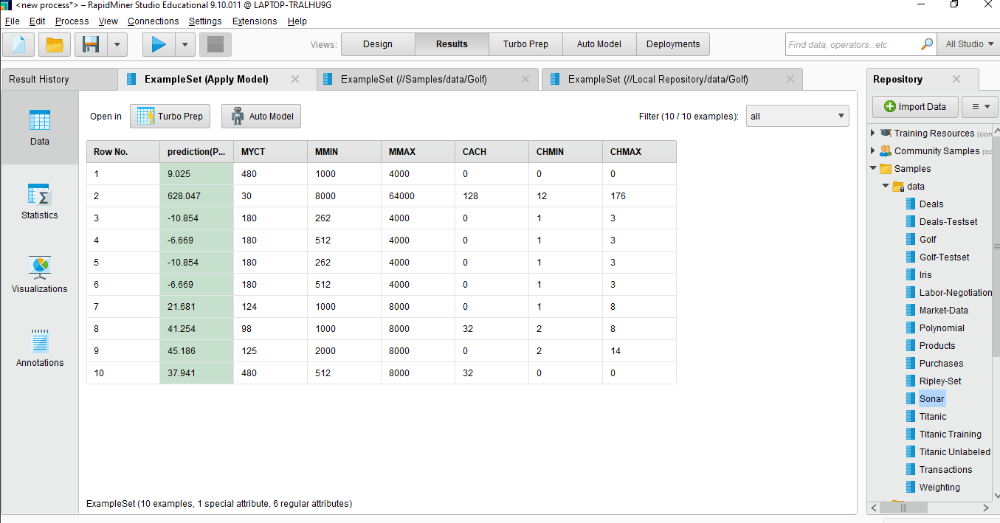 <new process*> – RapidMiner Studio Educational 9.10.011 @ LAPTOP-TRALHU9G
File Edit Process View Connections Settings Extensions Help
Views: Design Results Turbo Prep Auto Model Deployments Find data, operators...etc All Studio
Result History ExampleSet (Apply Model) ExampleSet (//Samples/data/Golf) ExampleSet (//Local Repository/data/Golf)
Data
Statistics
Visualizations
Annotations
Open in Turbo Prep Auto Model Filter (10 / 10 examples): all
Row No. prediction(P... MYCT MMIN MMAX CACH CHMIN CHMAX
1 9.025 480 1000 4000 0 0 0
2 628.047 30 8000 64000 128 12 176
3 -10.854 180 262 4000 0 1 3
4 -6.669 180 512 4000 0 1 3
5 -10.854 180 262 4000 0 1 3
6 -6.669 180 512 4000 0 1 3
7 21.681 124 1000 8000 0 1 8
8 41.254 98 1000 8000 32 2 8
9 45.186 125 2000 8000 0 2 14
10 37.941 480 512 8000 32 0 0
ExampleSet (10 examples, 1 special attribute, 6 regular attributes)
Repository
Import Data
Training Resources (con
Community Samples (co
Samples
data
Deals
Deals-Testset
Golf
Golf-Testset
Iris
Labor-Negotiation
Market-Data
Polynomial
Products
Purchases
Ripley-Set
Sonar
Titanic
Titanic Training
Titanic Unlabeled
Transactions
Weighting